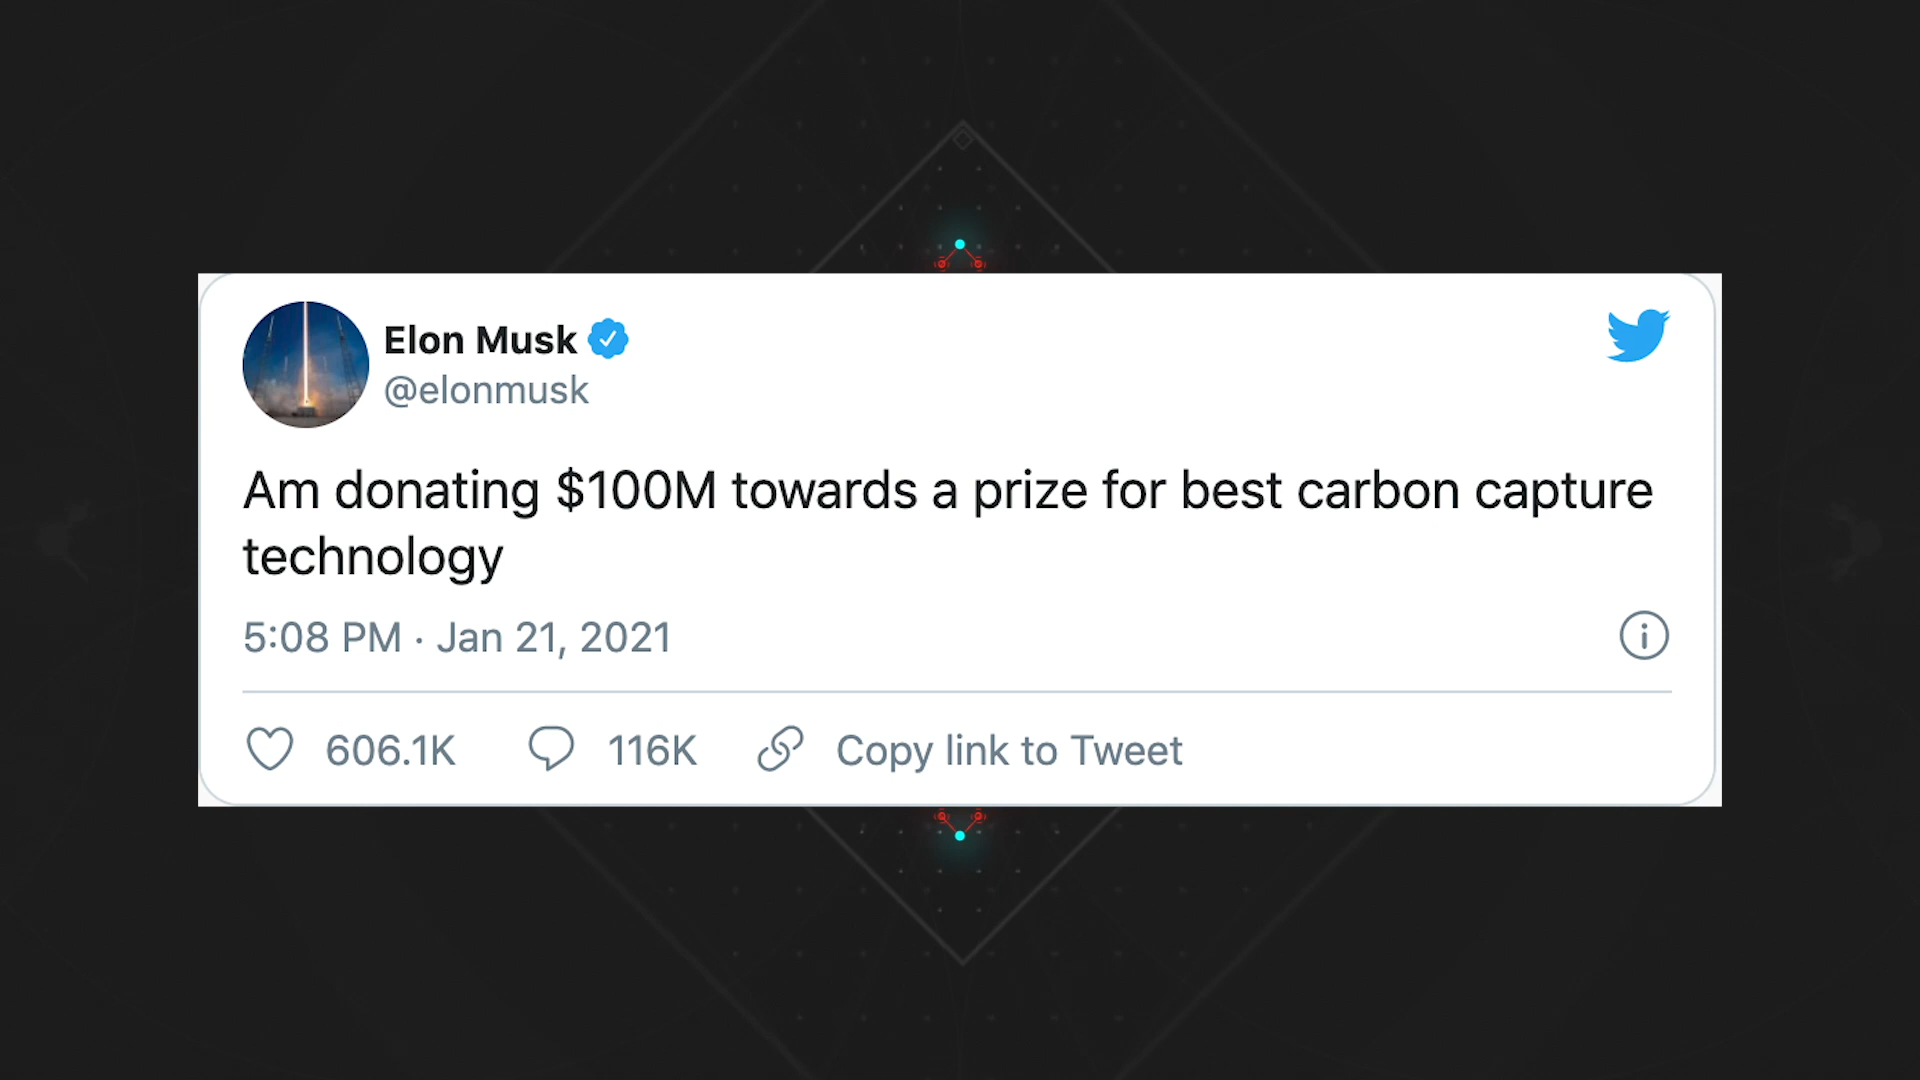 Elon Musk
@elonmusk
Am donating $100M towards a prize for best carbon capture
technology
5:08 PM · Jan 21, 2021
606.1K 116K Copy link to Tweet